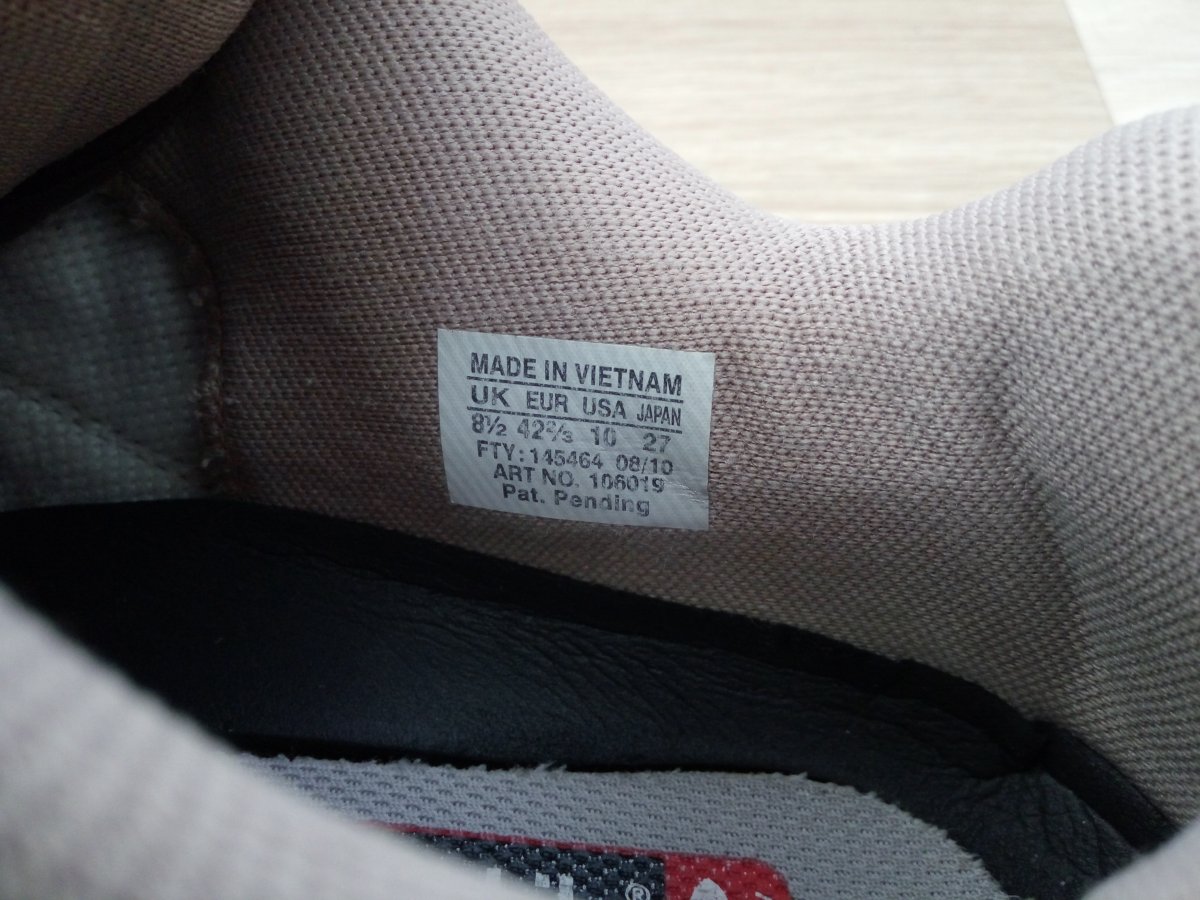 MADE IN VIETNAM
UK EUR USA JAPAN
8½ 42⅔ 10 27
FTY: 145464 08/10
ART NO. 106019
Pat. Pending
®